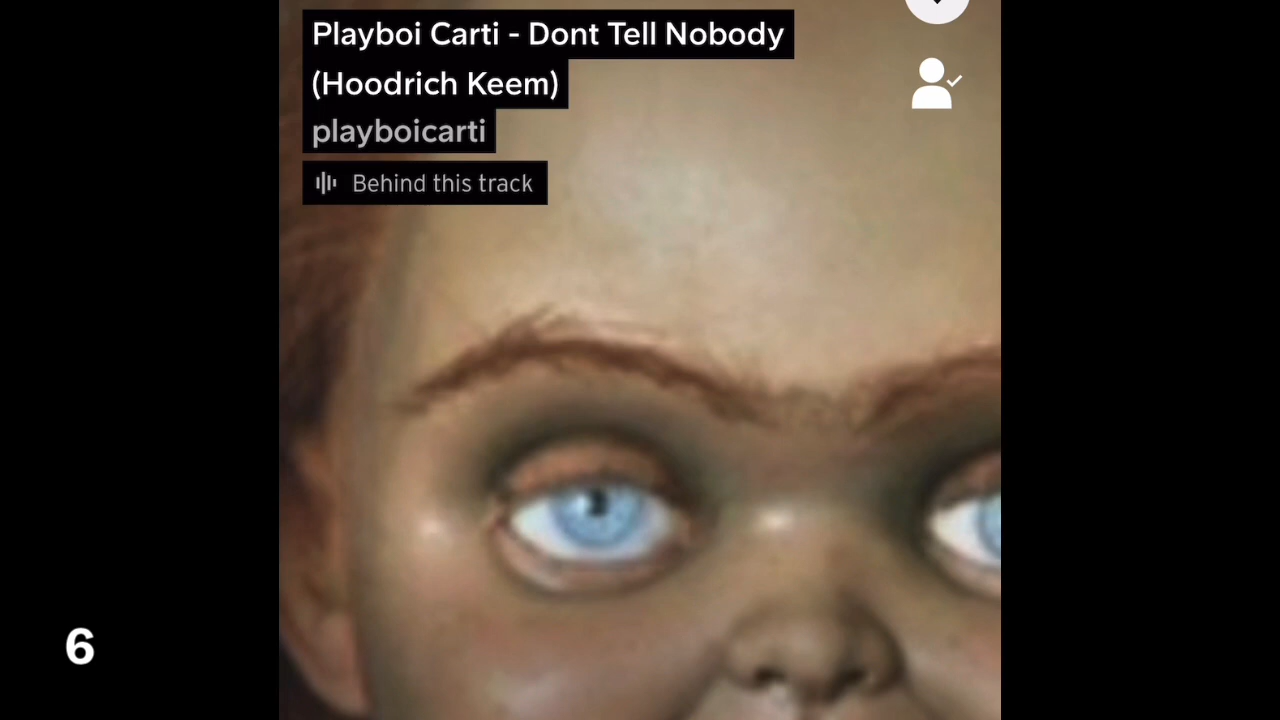 Playboi Carti - Dont Tell Nobody
(Hoodrich Keem)
playboicarti
Behind this track
6